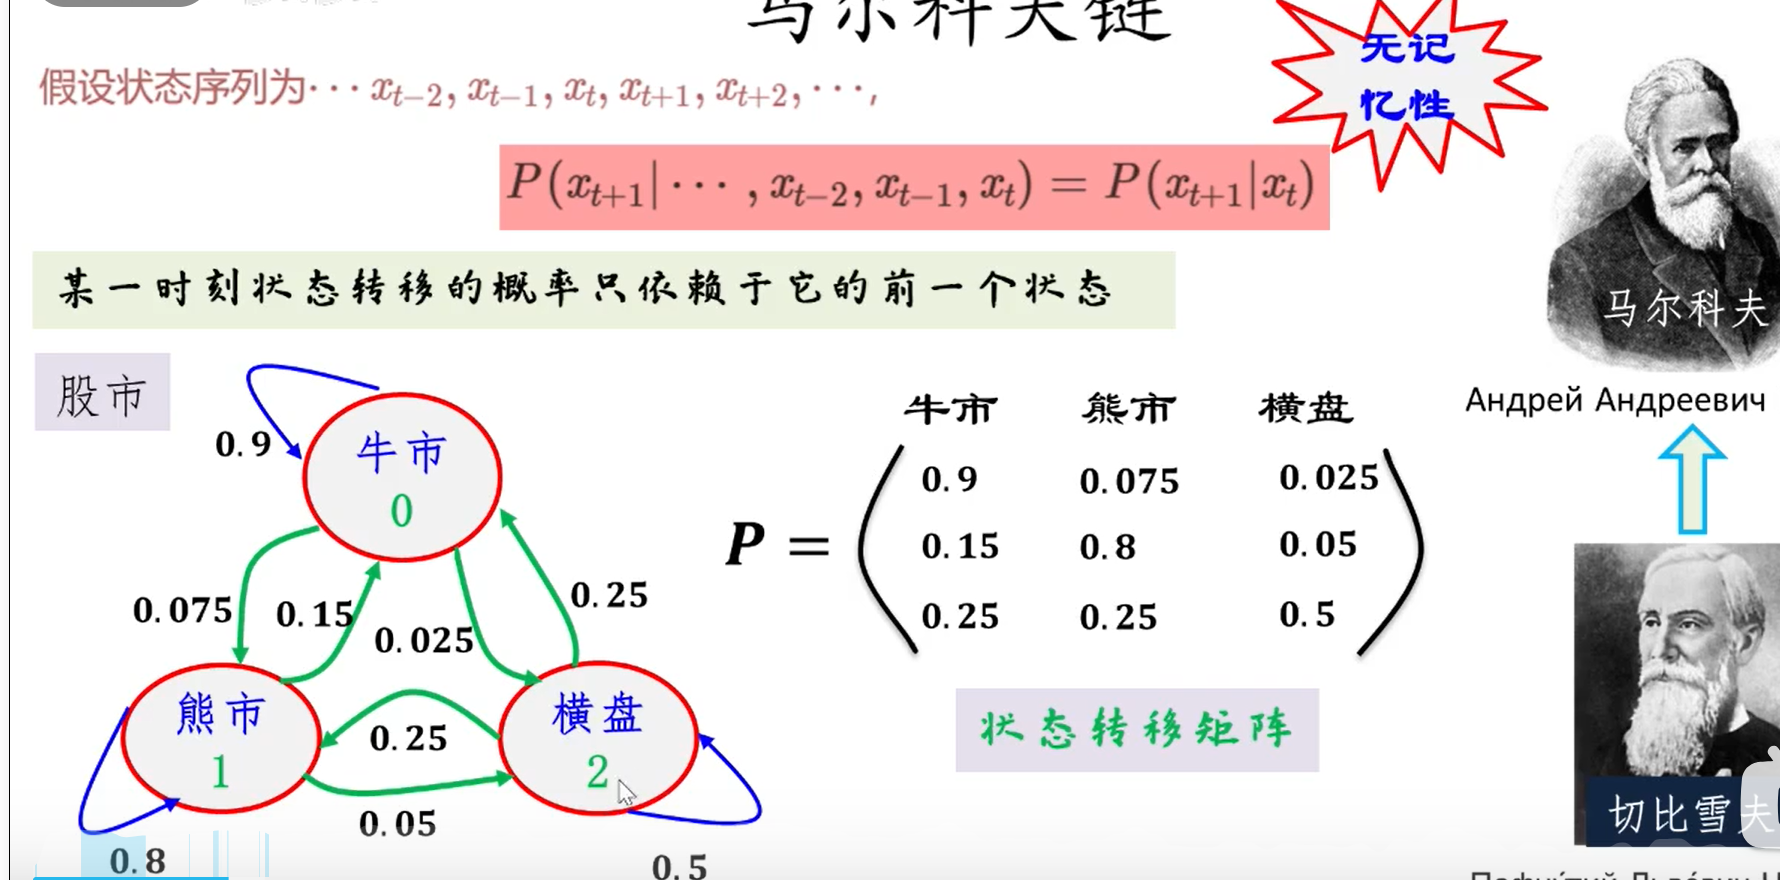 马尔科夫链
无记
忆性
假设状态序列为··· x_{t-2}, x_{t-1}, x_t, x_{t+1}, x_{t+2}, ···,
P(x_{t+1}|···, x_{t-2}, x_{t-1}, x_t) = P(x_{t+1}|x_t)
某一时刻状态转移的概率只依赖于它的前一个状态
马尔科夫
Андрей Андреевич
股市
0.9
牛市
0
0.075
0.15
0.025
0.25
熊市
1
0.25
横盘
2
0.05
0.8
0.5
牛市 熊市 横盘
P =
0.9 0.075 0.025
0.15 0.8 0.05
0.25 0.25 0.5
状态转移矩阵
切比雪夫